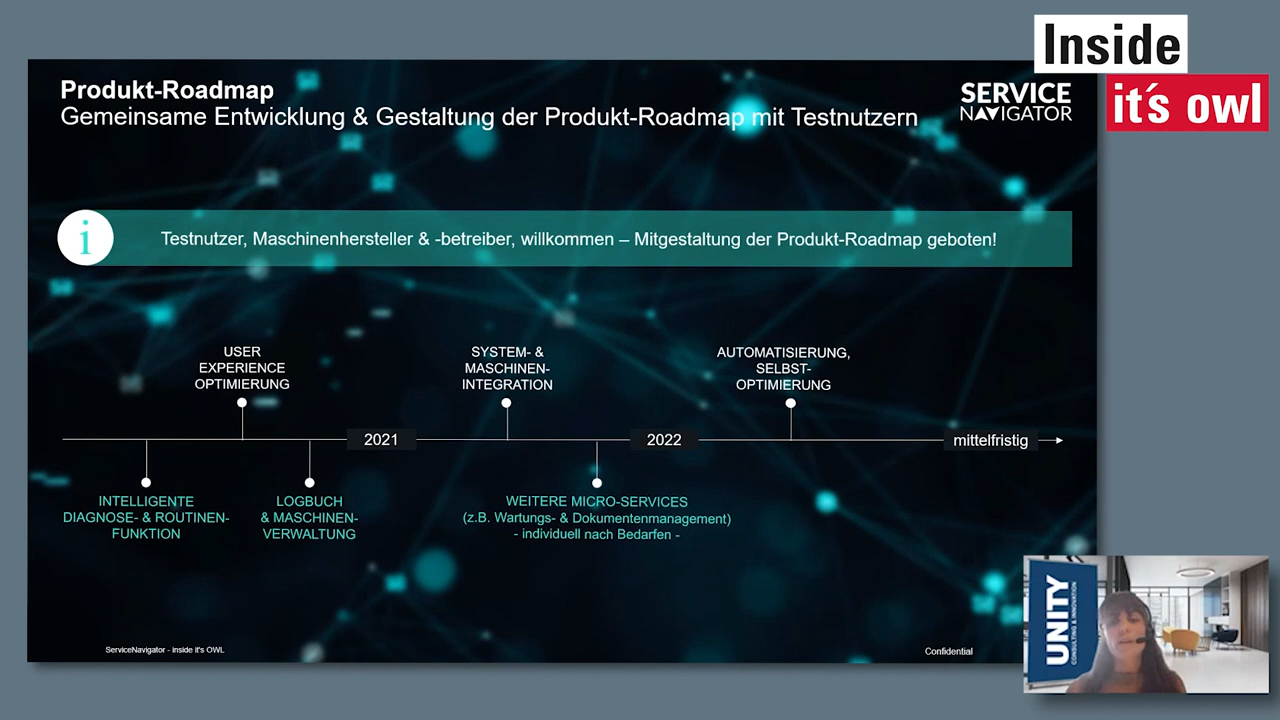 Inside
it's owl
Produkt-Roadmap
Gemeinsame Entwicklung & Gestaltung der Produkt-Roadmap mit Testnutzern
SERVICE
NAVIGATOR
i
Testnutzer, Maschinenhersteller & -betreiber, willkommen – Mitgestaltung der Produkt-Roadmap geboten!
USER
EXPERIENCE
OPTIMIERUNG
SYSTEM- &
MASCHINEN-
INTEGRATION
AUTOMATISIERUNG,
SELBST-
OPTIMIERUNG
2021
2022
mittelfristig
INTELLIGENTE
DIAGNOSE- & ROUTINEN-
FUNKTION
LOGBUCH
& MASCHINEN-
VERWALTUNG
WEITERE MICRO-SERVICES
(z.B. Wartungs- & Dokumentenmanagement)
- individuell nach Bedarfen -
ServiceNavigator - inside it's OWL
Confidential
UNITY
CONSULTING & INNOVATION